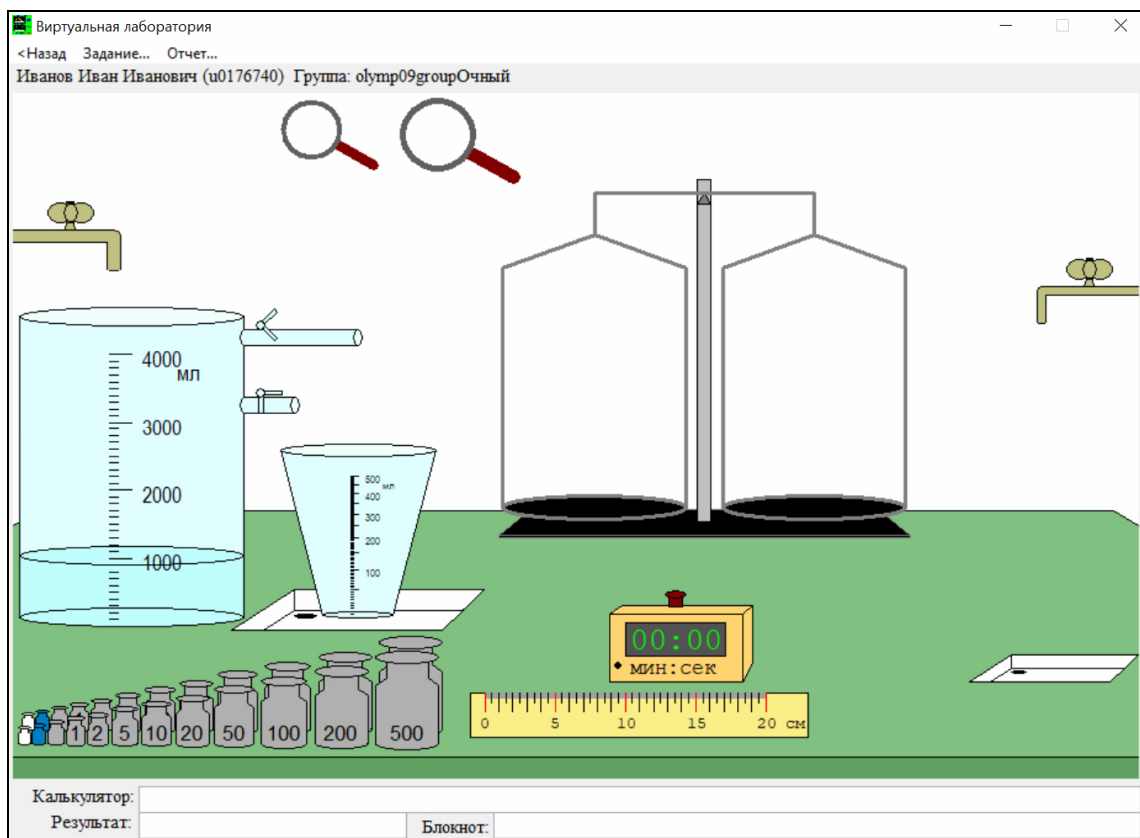 Виртуальная лаборатория
<Назад Задание... Отчет...
Иванов Иван Иванович (u0176740) Группа: olymp09groupОчный
4000
мл
3000
2000
1000
500 мл
400
300
200
100
00:00
мин:сек
1 2 5 10 20 50 100 200 500
0 5 10 15 20 см
Калькулятор:
Результат: Блокнот: